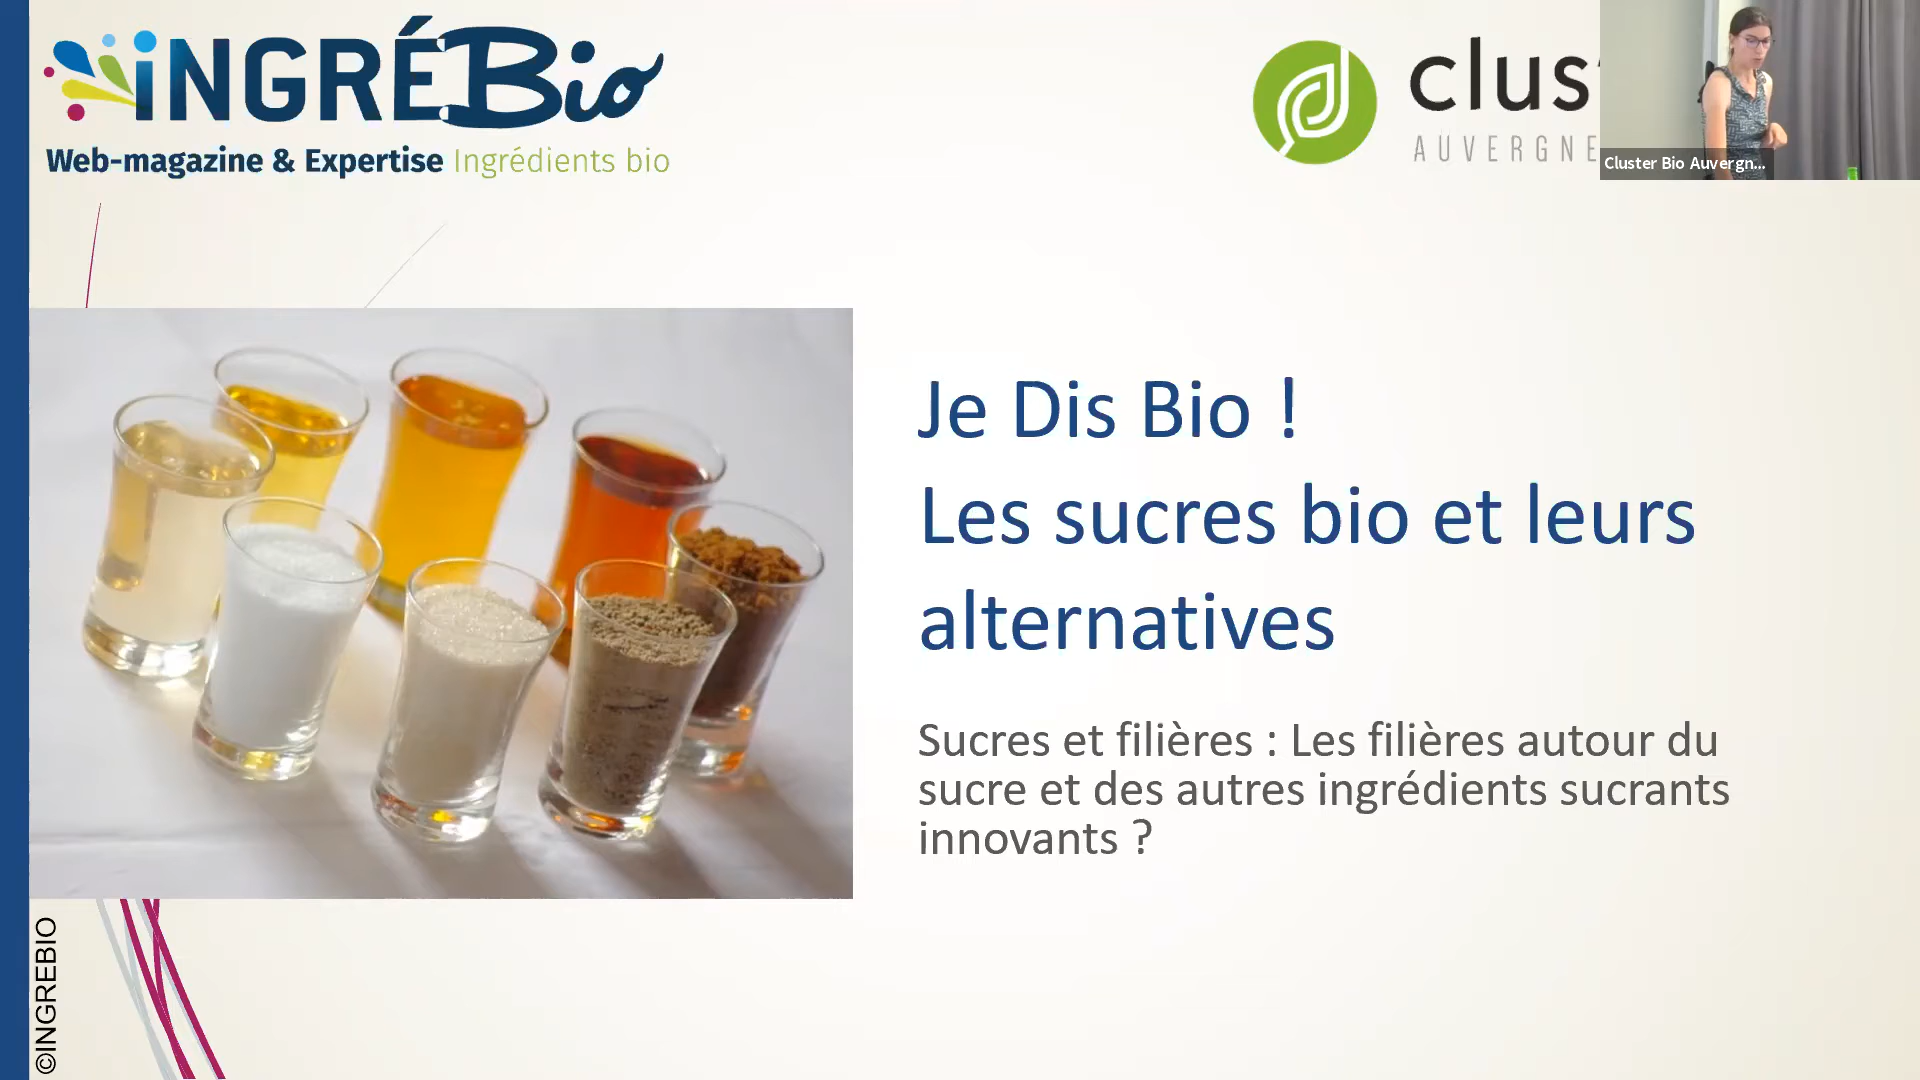 iNGRÉBio
Web-magazine & Expertise Ingrédients bio
clus
AUVERGNE
Cluster Bio Auvergn...
Je Dis Bio !
Les sucres bio et leurs
alternatives
Sucres et filières : Les filières autour du
sucre et des autres ingrédients sucrants
innovants ?
©INGREBIO